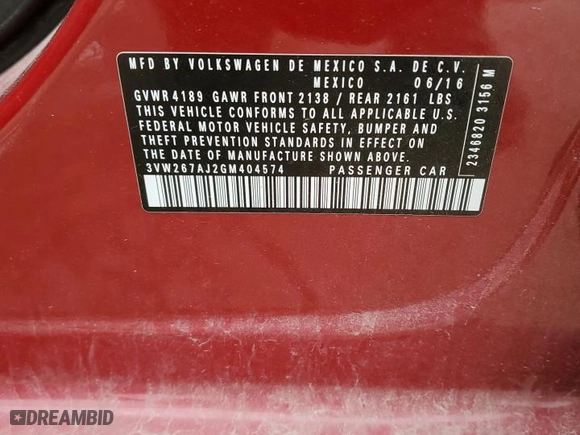 MFD BY VOLKSWAGEN DE MEXICO S.A. DE C.V.
MEXICO 06/16
GVWR 4189 GAWR FRONT 2138 / REAR 2161 LBS
THIS VEHICLE CONFORMS TO ALL APPLICABLE U.S.
FEDERAL MOTOR VEHICLE SAFETY, BUMPER AND
THEFT PREVENTION STANDARDS IN EFFECT ON
THE DATE OF MANUFACTURE SHOWN ABOVE.
3VW267AJ2GM404574 PASSENGER CAR
2346820 3156 M
DREAMBID